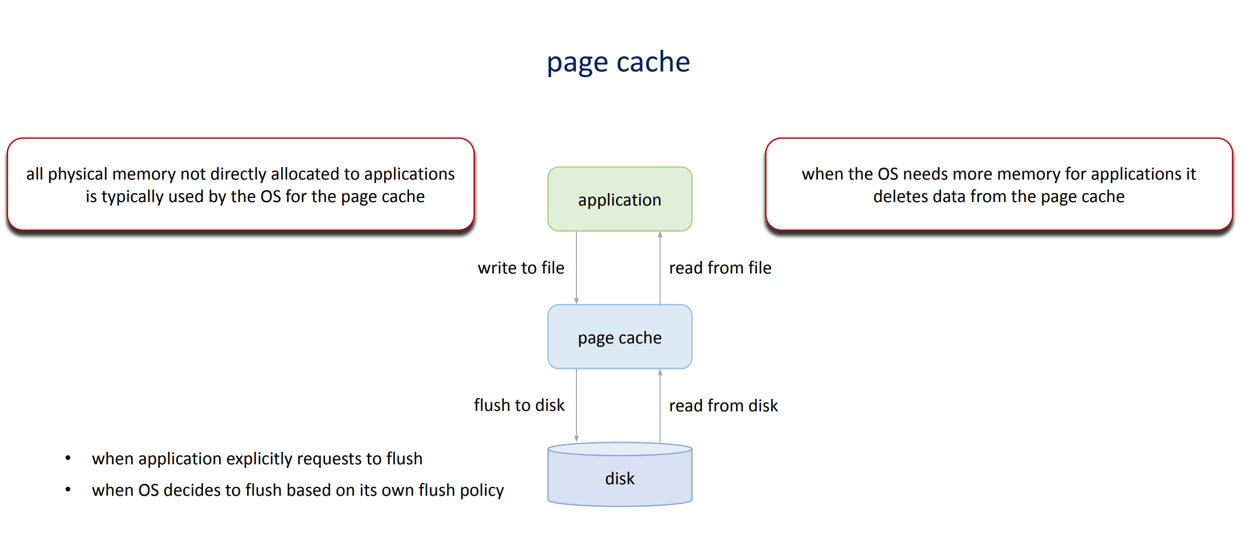 page cache
all physical memory not directly allocated to applications
is typically used by the OS for the page cache
when the OS needs more memory for applications it
deletes data from the page cache
application
write to file
read from file
page cache
flush to disk
read from disk
disk
• when application explicitly requests to flush
• when OS decides to flush based on its own flush policy